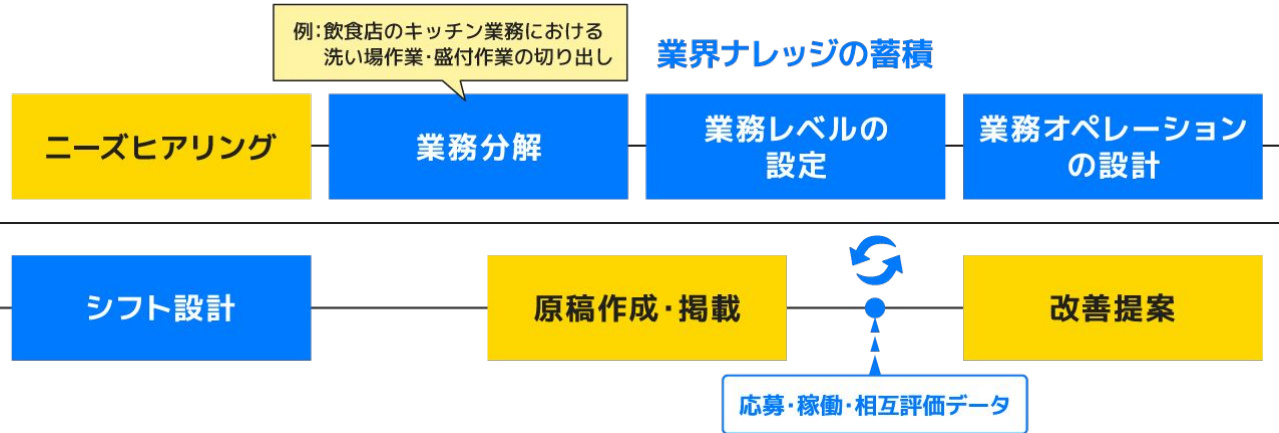 例:飲食店のキッチン業務における
洗い場作業・盛付作業の切り出し
業界ナレッジの蓄積
ニーズヒアリング
業務分解
業務レベルの
設定
業務オペレーション
の設計
シフト設計
原稿作成・掲載
改善提案
応募・稼働・相互評価データ